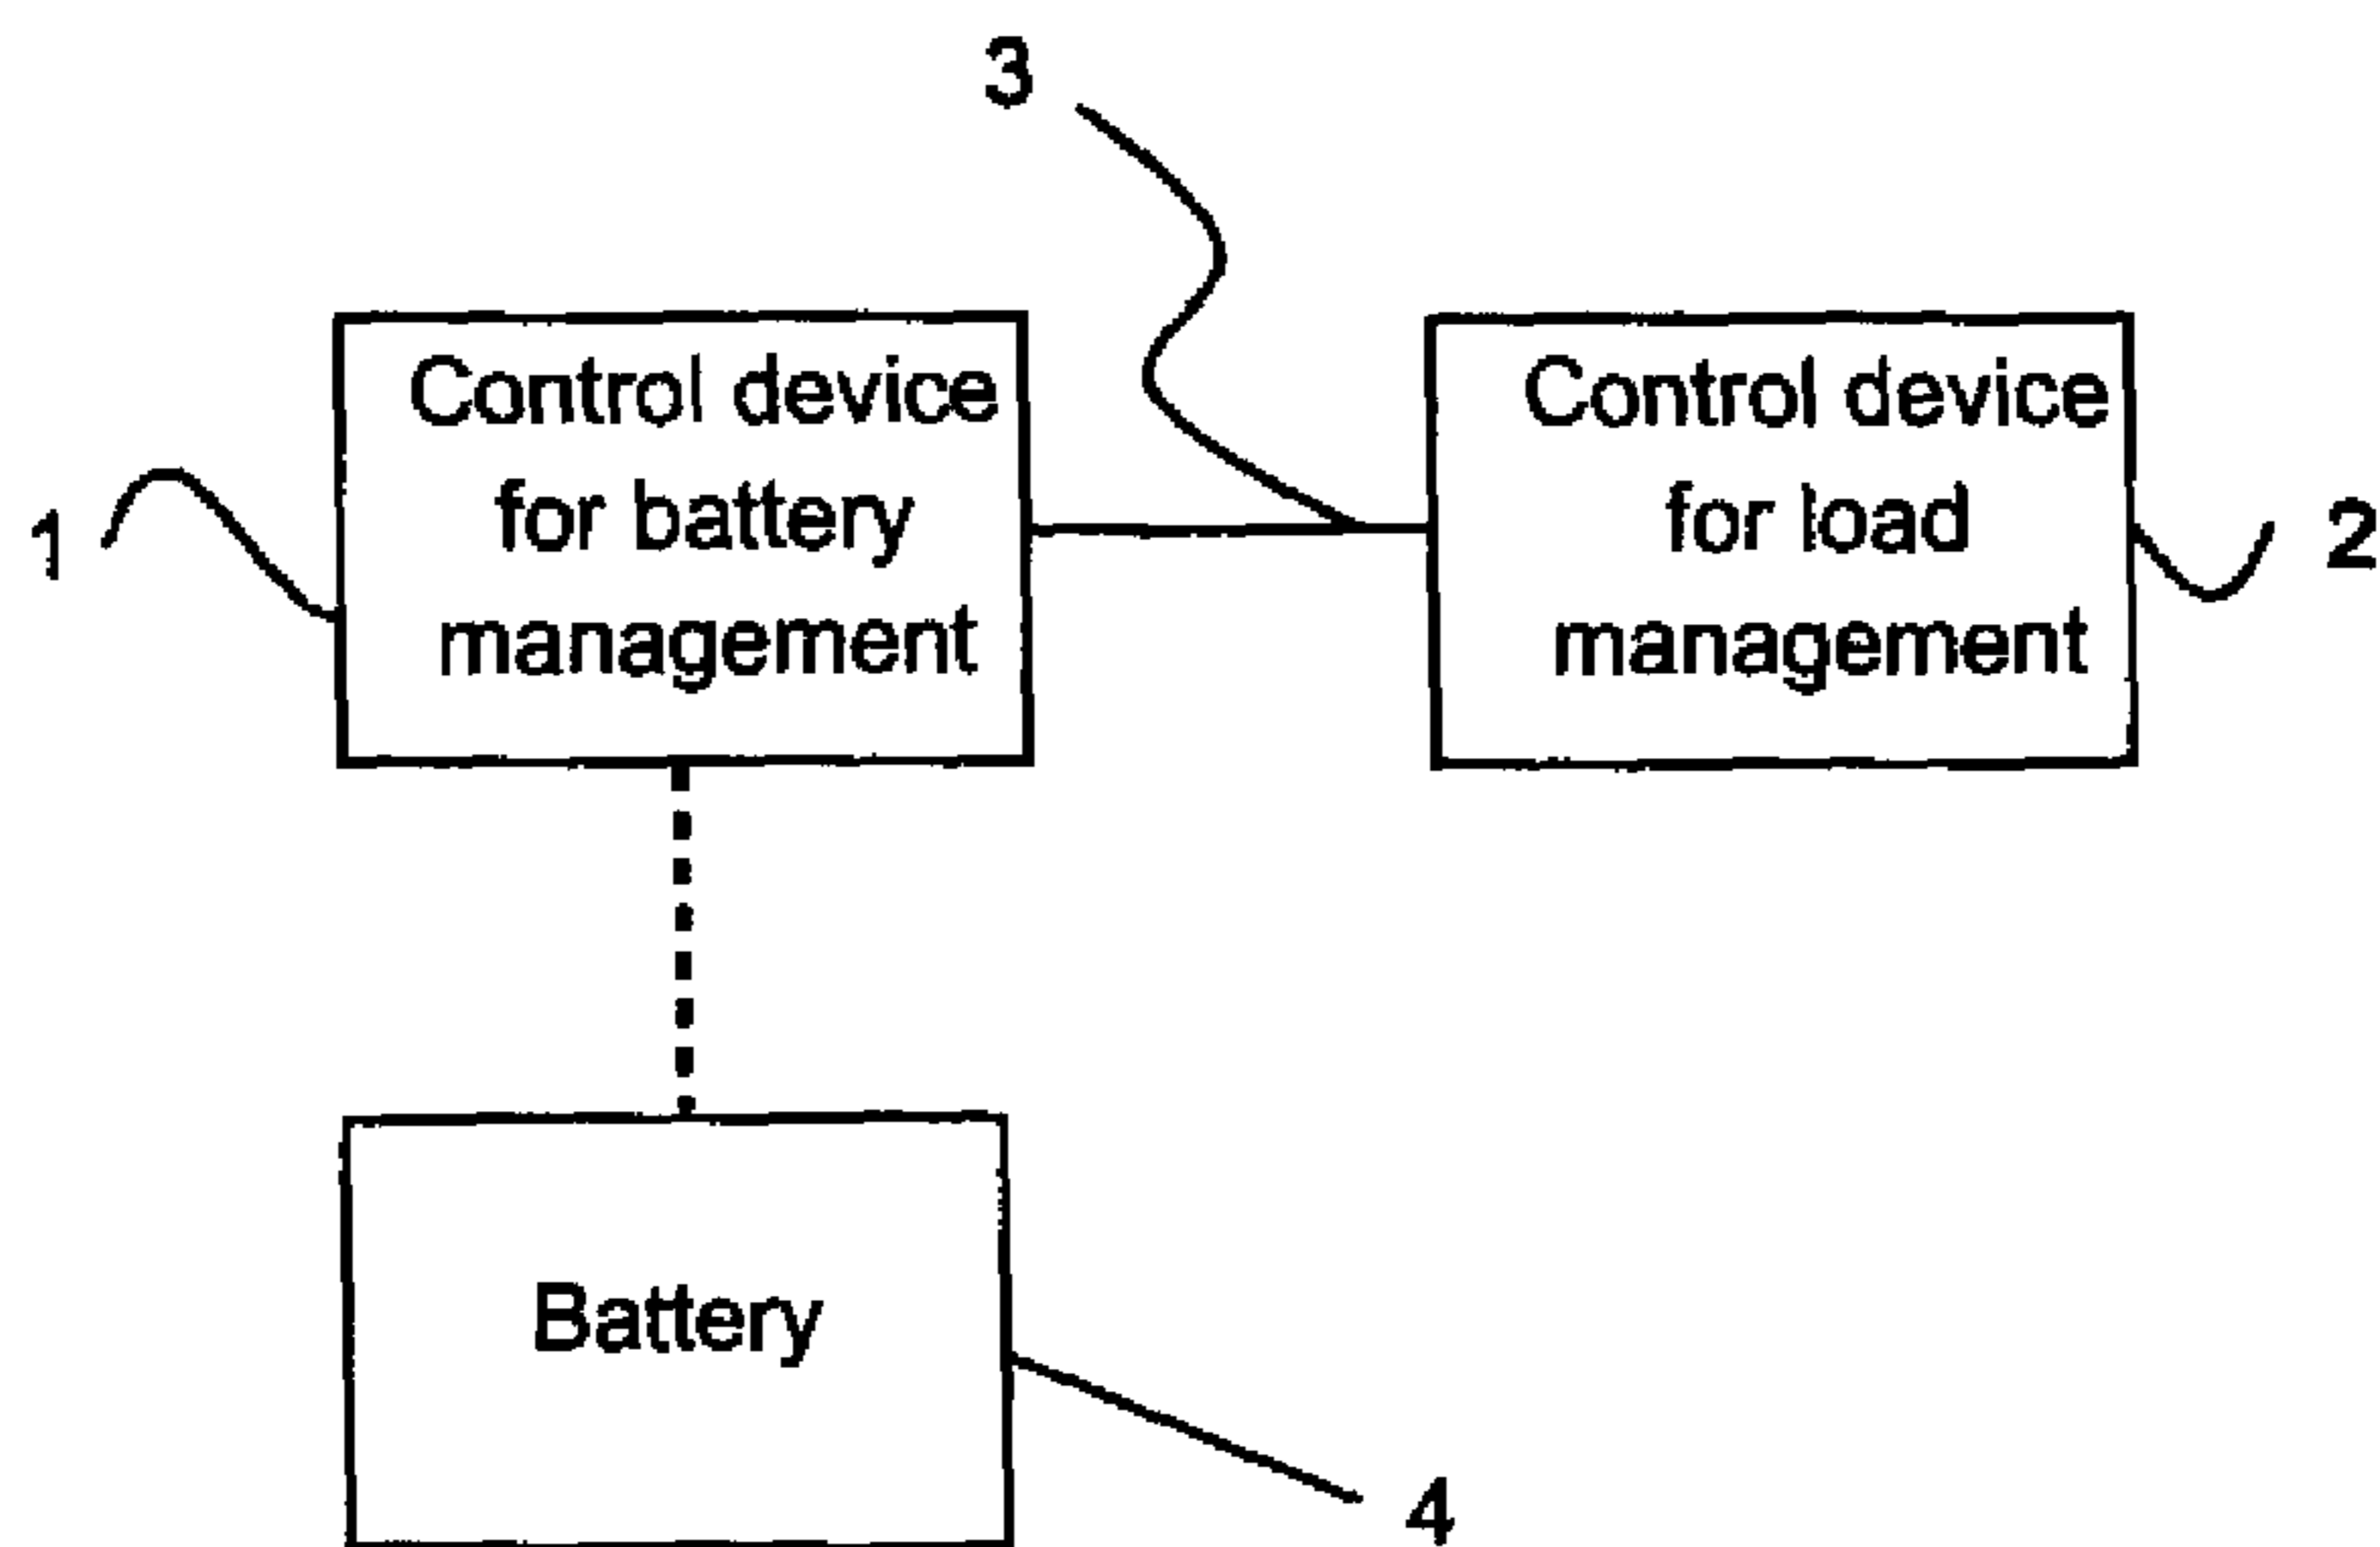 3
Control device
for battery
management
Control device
for load
management
1
2
Battery
4